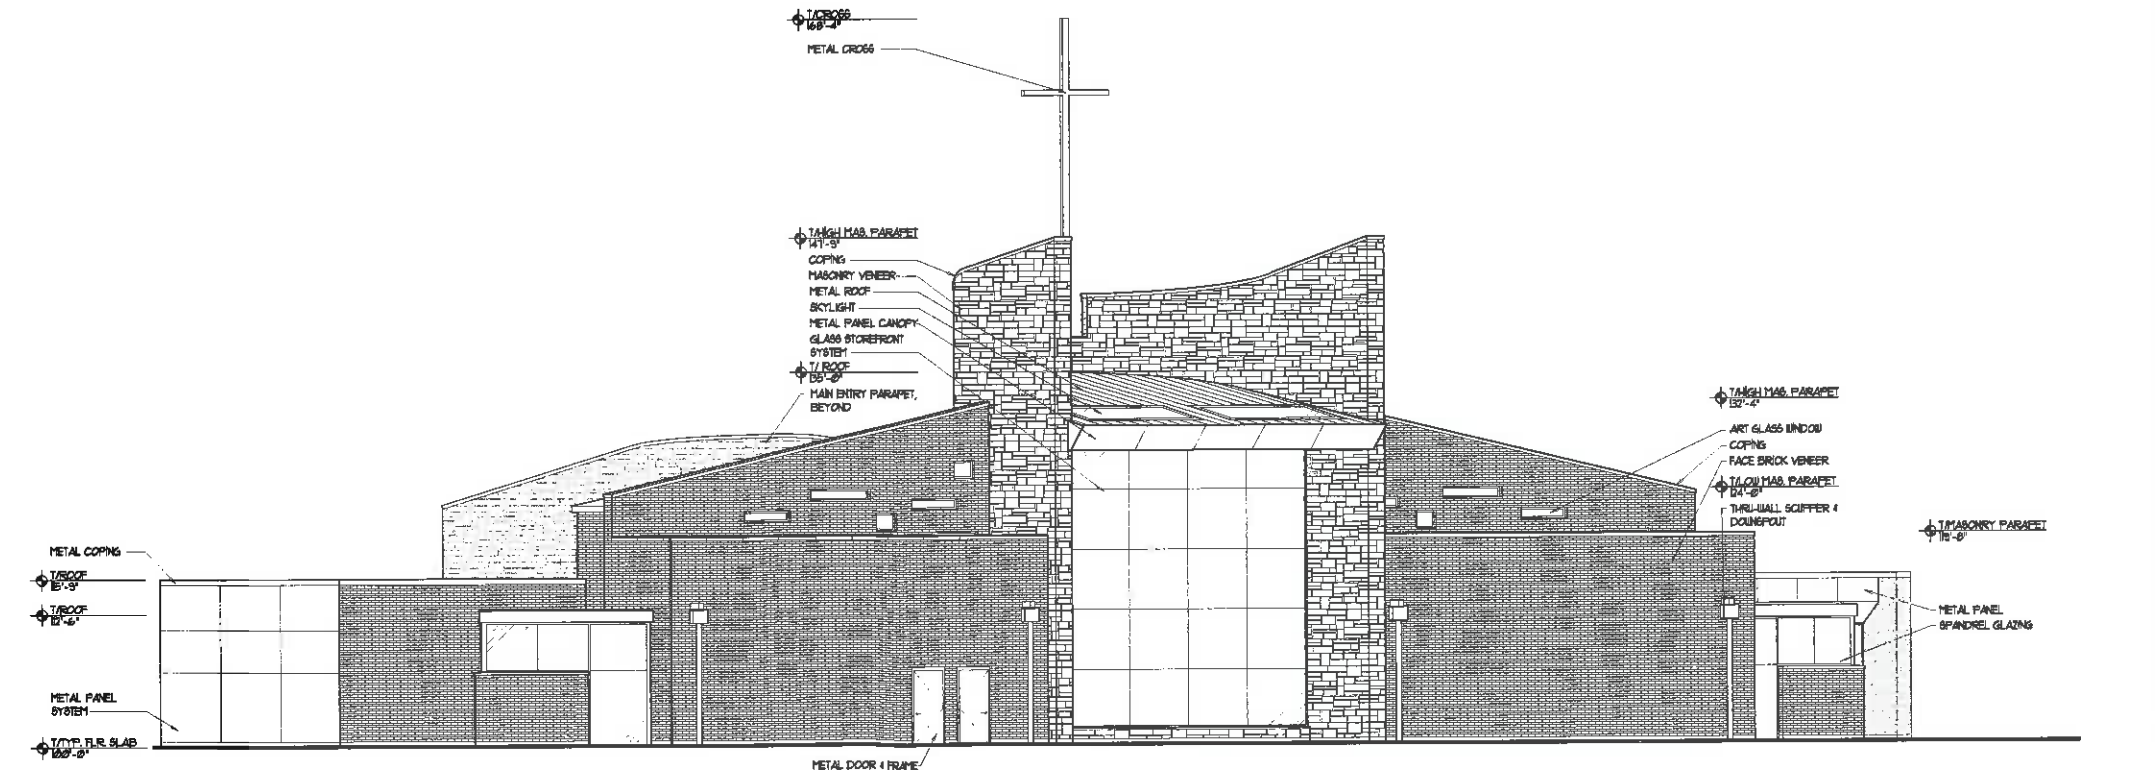 T/CROSS
168'-4"
METAL CROSS
T/HIGH MAS. PARAPET
147'-9"
COPING
MASONRY VENEER
METAL ROOF
SKYLIGHT
METAL PANEL CANOPY
GLASS STOREFRONT
SYSTEM
T/ ROOF
135'-0"
MAIN ENTRY PARAPET,
BEYOND
METAL COPING
T/ROOF
115'-9"
T/ROOF
112'-6"
METAL PANEL
SYSTEM
T/TYP. FLR. SLAB
100'-0"
METAL DOOR & FRAME
T/HIGH MAS. PARAPET
132'-4"
ART GLASS WINDOW
COPING
FACE BRICK VENEER
T/LOW MAS. PARAPET
124'-0"
THRU-WALL SCUPPER &
DOWNSPOUT
T/MASONRY PARAPET
METAL PANEL
SPANDREL GLAZING